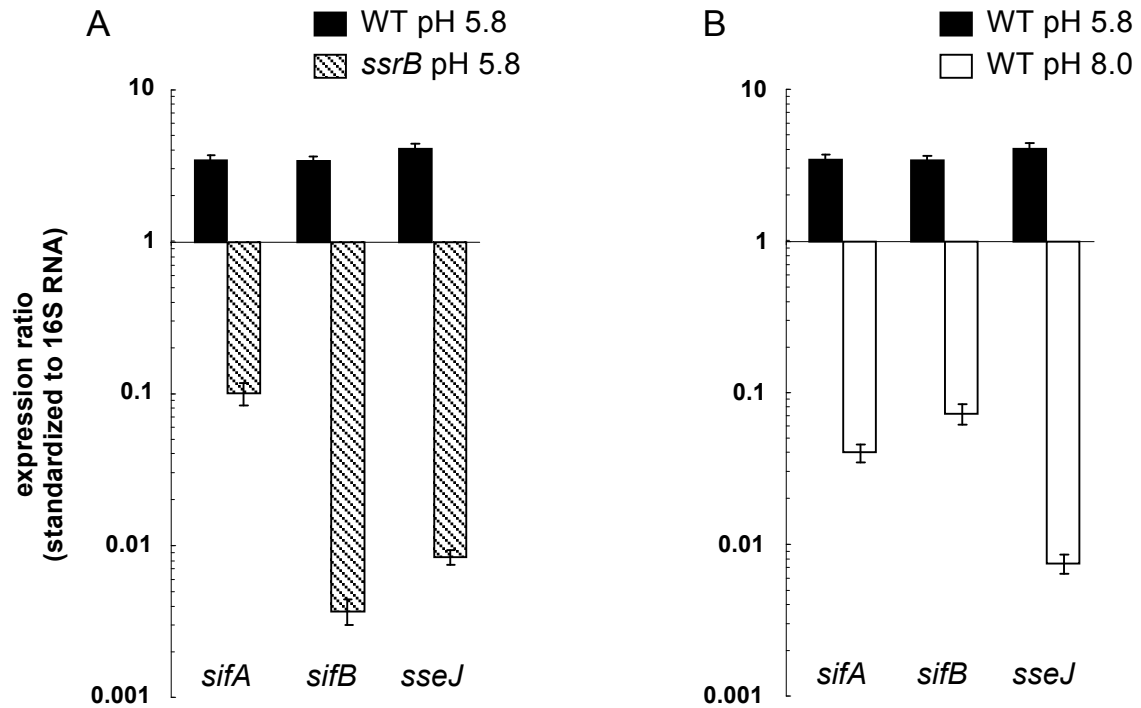 A
WT pH 5.8
ssrB pH 5.8
10
1
0.1
0.01
0.001
expression ratio
(standardized to 16S RNA)
sifA sifB sseJ
B
WT pH 5.8
WT pH 8.0
10
1
0.1
0.01
0.001
sifA sifB sseJ